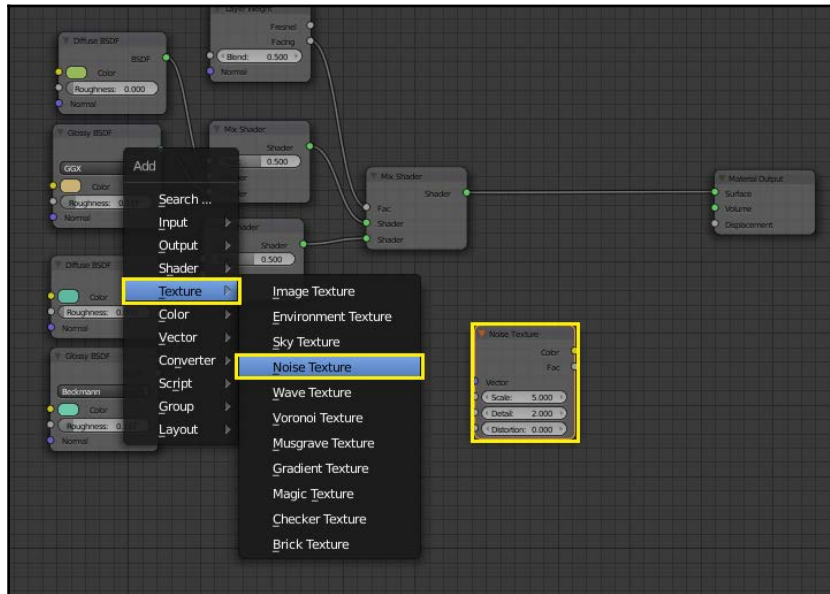 Layer Weight
Fresnel
Facing
Blend: 0.500
Normal
Diffuse BSDF
BSDF
Color
Roughness: 0.000
Normal
Glossy BSDF
GGX
Color
Roughness:
Normal
Mix Shader
Shader
0.500
Shader
0.500
Diffuse BSDF
Color
Roughness: 0
Normal
Glossy BSDF
Beckmann
Color
Roughness:
Normal
Add
Search ...
Input
Output
Shader
Texture
Color
Vector
Converter
Script
Group
Layout
Image Texture
Environment Texture
Sky Texture
Noise Texture
Wave Texture
Voronoi Texture
Musgrave Texture
Gradient Texture
Magic Texture
Checker Texture
Brick Texture
Mix Shader
Shader
Fac
Shader
Shader
Noise Texture
Color
Fac
Vector
Scale: 5.000
Detail: 2.000
Distortion: 0.000
Material Output
Surface
Volume
Displacement